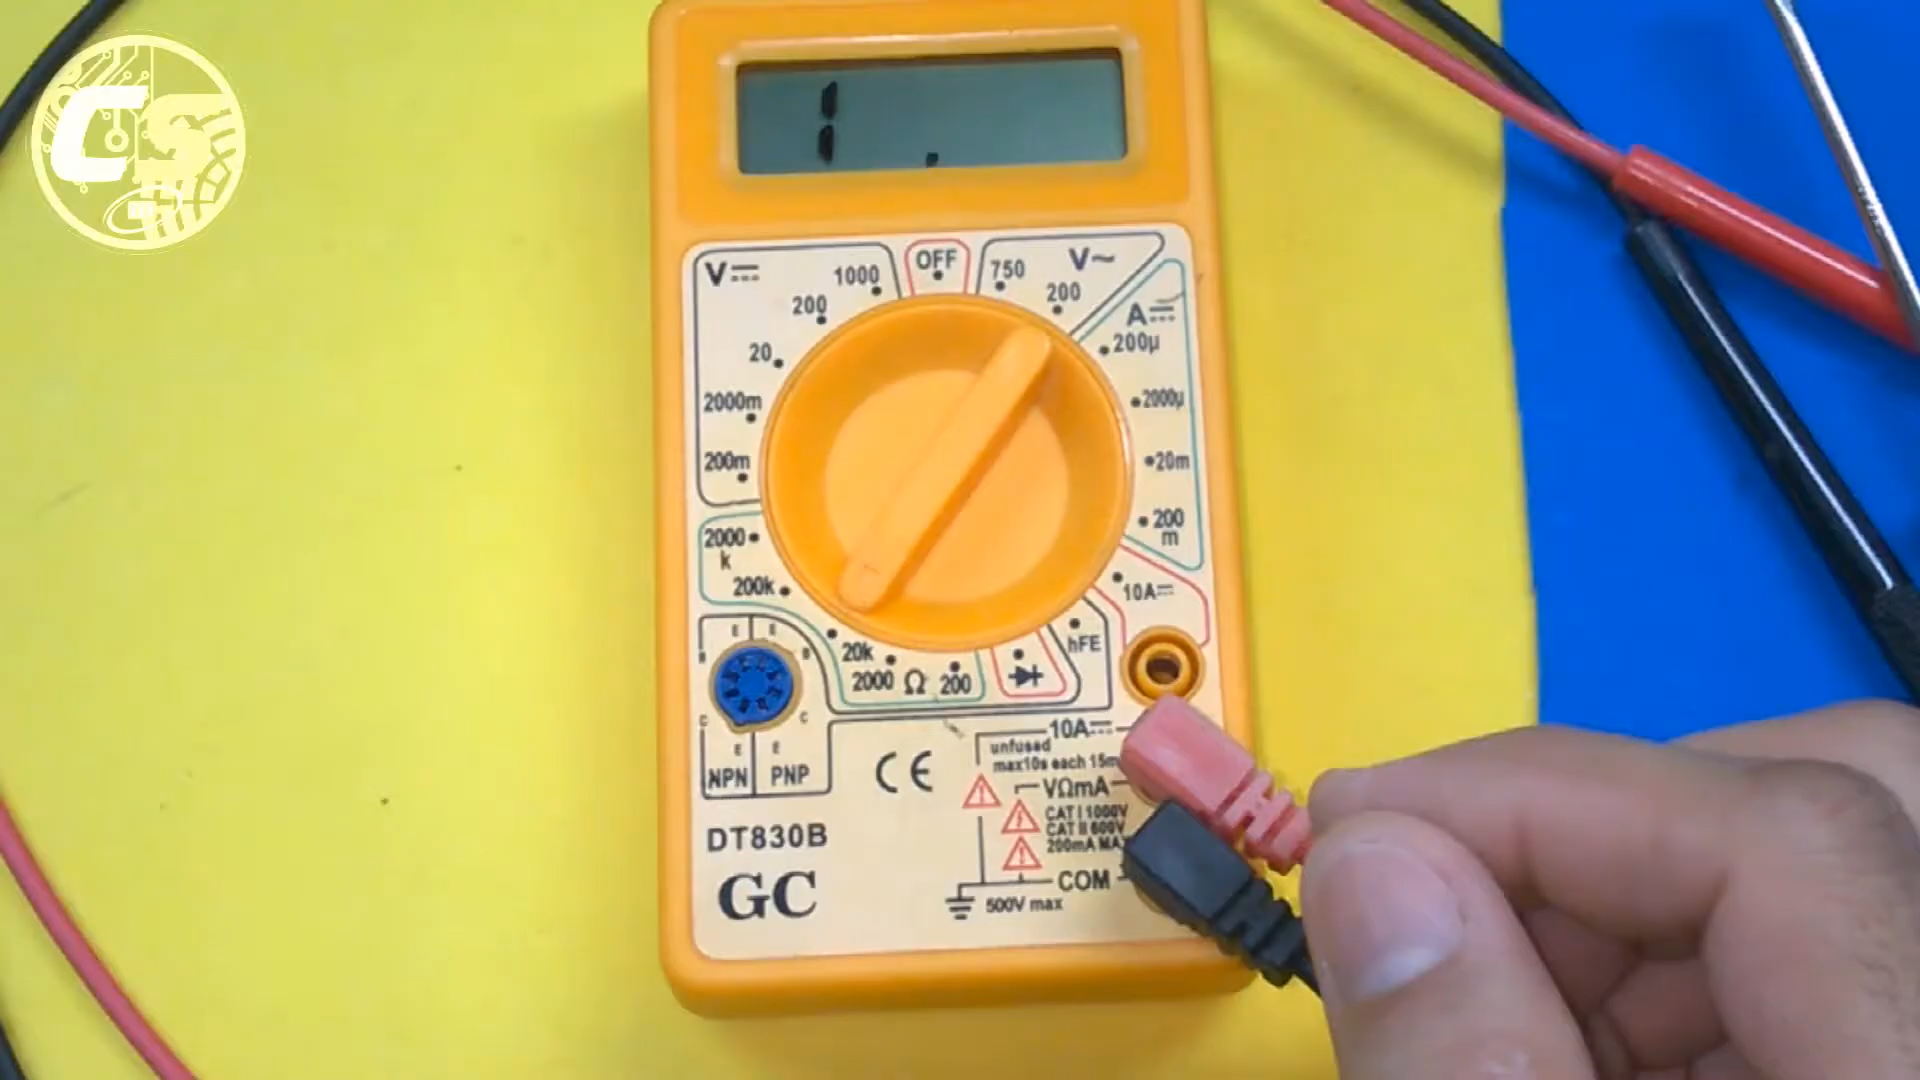 CS
1 .
V
1000
OFF
750
V~
200
200
A
200µ
20
2000m
2000µ
200m
20m
2000
k
200
m
200k
10A
20k
hFE
2000 Ω 200
E E
B B
C C
E E
NPN PNP
10A
unfused
max10s each 15m
VΩmA
CAT I 1000V
CAT II 600V
200mA MA
CE
DT830B
COM
GC
500V max